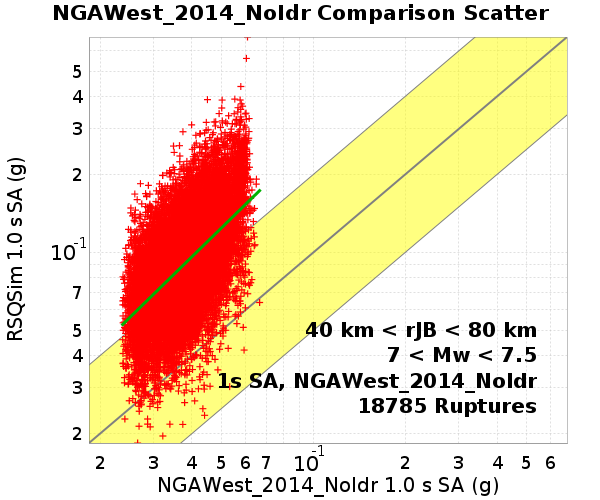 NGAWest_2014_NoIdr Comparison Scatter
RSQSim 1.0 s SA (g)
5
4
3
2
10-1
7
5
4
3
2
40 km < rJB < 80 km
7 < Mw < 7.5
1s SA, NGAWest_2014_NoIdr
18785 Ruptures
2 3 4 5 6 7 10-1 2 3 4 5 6
NGAWest_2014_NoIdr 1.0 s SA (g)